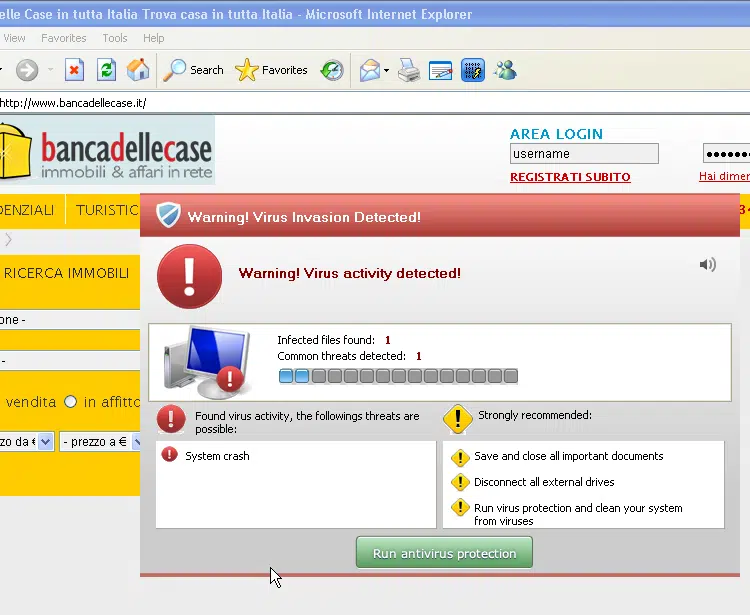 elle Case in tutta Italia Trova casa in tutta Italia - Microsoft Internet Explorer
View Favorites Tools Help
Search Favorites
http://www.bancadellecase.it/
bancadellecase
immobili & affari in rete
AREA LOGIN
username
REGISTRATI SUBITO Hai dimen
DENZIALI TURISTIC
RICERCA IMMOBILI
one -
-
vendita in affitto
zo da € - prezzo a €
Warning! Virus Invasion Detected!
Warning! Virus activity detected!
Infected files found: 1
Common threats detected: 1
Found virus activity, the followings threats are
possible:
System crash
Strongly recommended:
Save and close all important documents
Disconnect all external drives
Run virus protection and clean your system
from viruses
Run antivirus protection